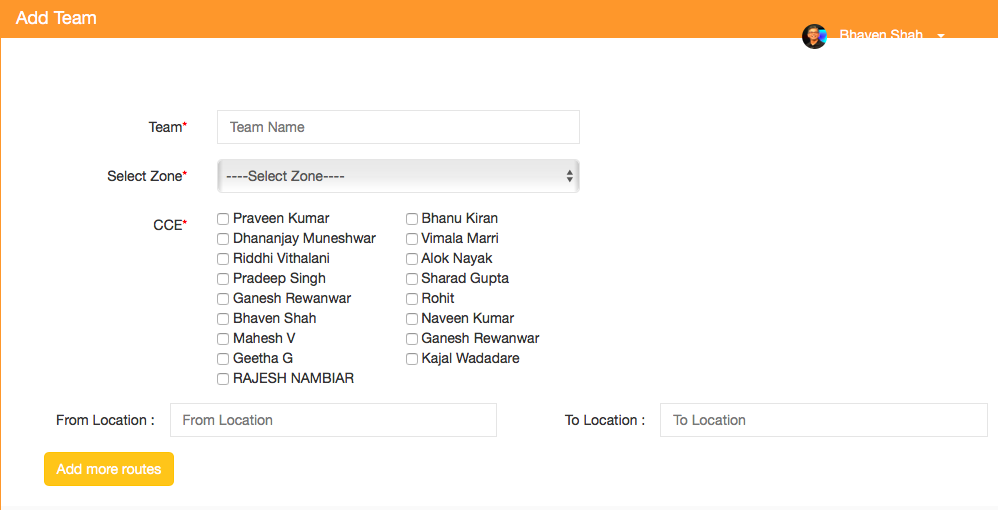 Add Team
Bhaven Shah
Team*
Team Name
Select Zone*
----Select Zone----
CCE*
Praveen Kumar
Bhanu Kiran
Dhananjay Muneshwar
Vimala Marri
Riddhi Vithalani
Alok Nayak
Pradeep Singh
Sharad Gupta
Ganesh Rewanwar
Rohit
Bhaven Shah
Naveen Kumar
Mahesh V
Ganesh Rewanwar
Geetha G
Kajal Wadadare
RAJESH NAMBIAR
From Location :
From Location
To Location :
To Location
Add more routes